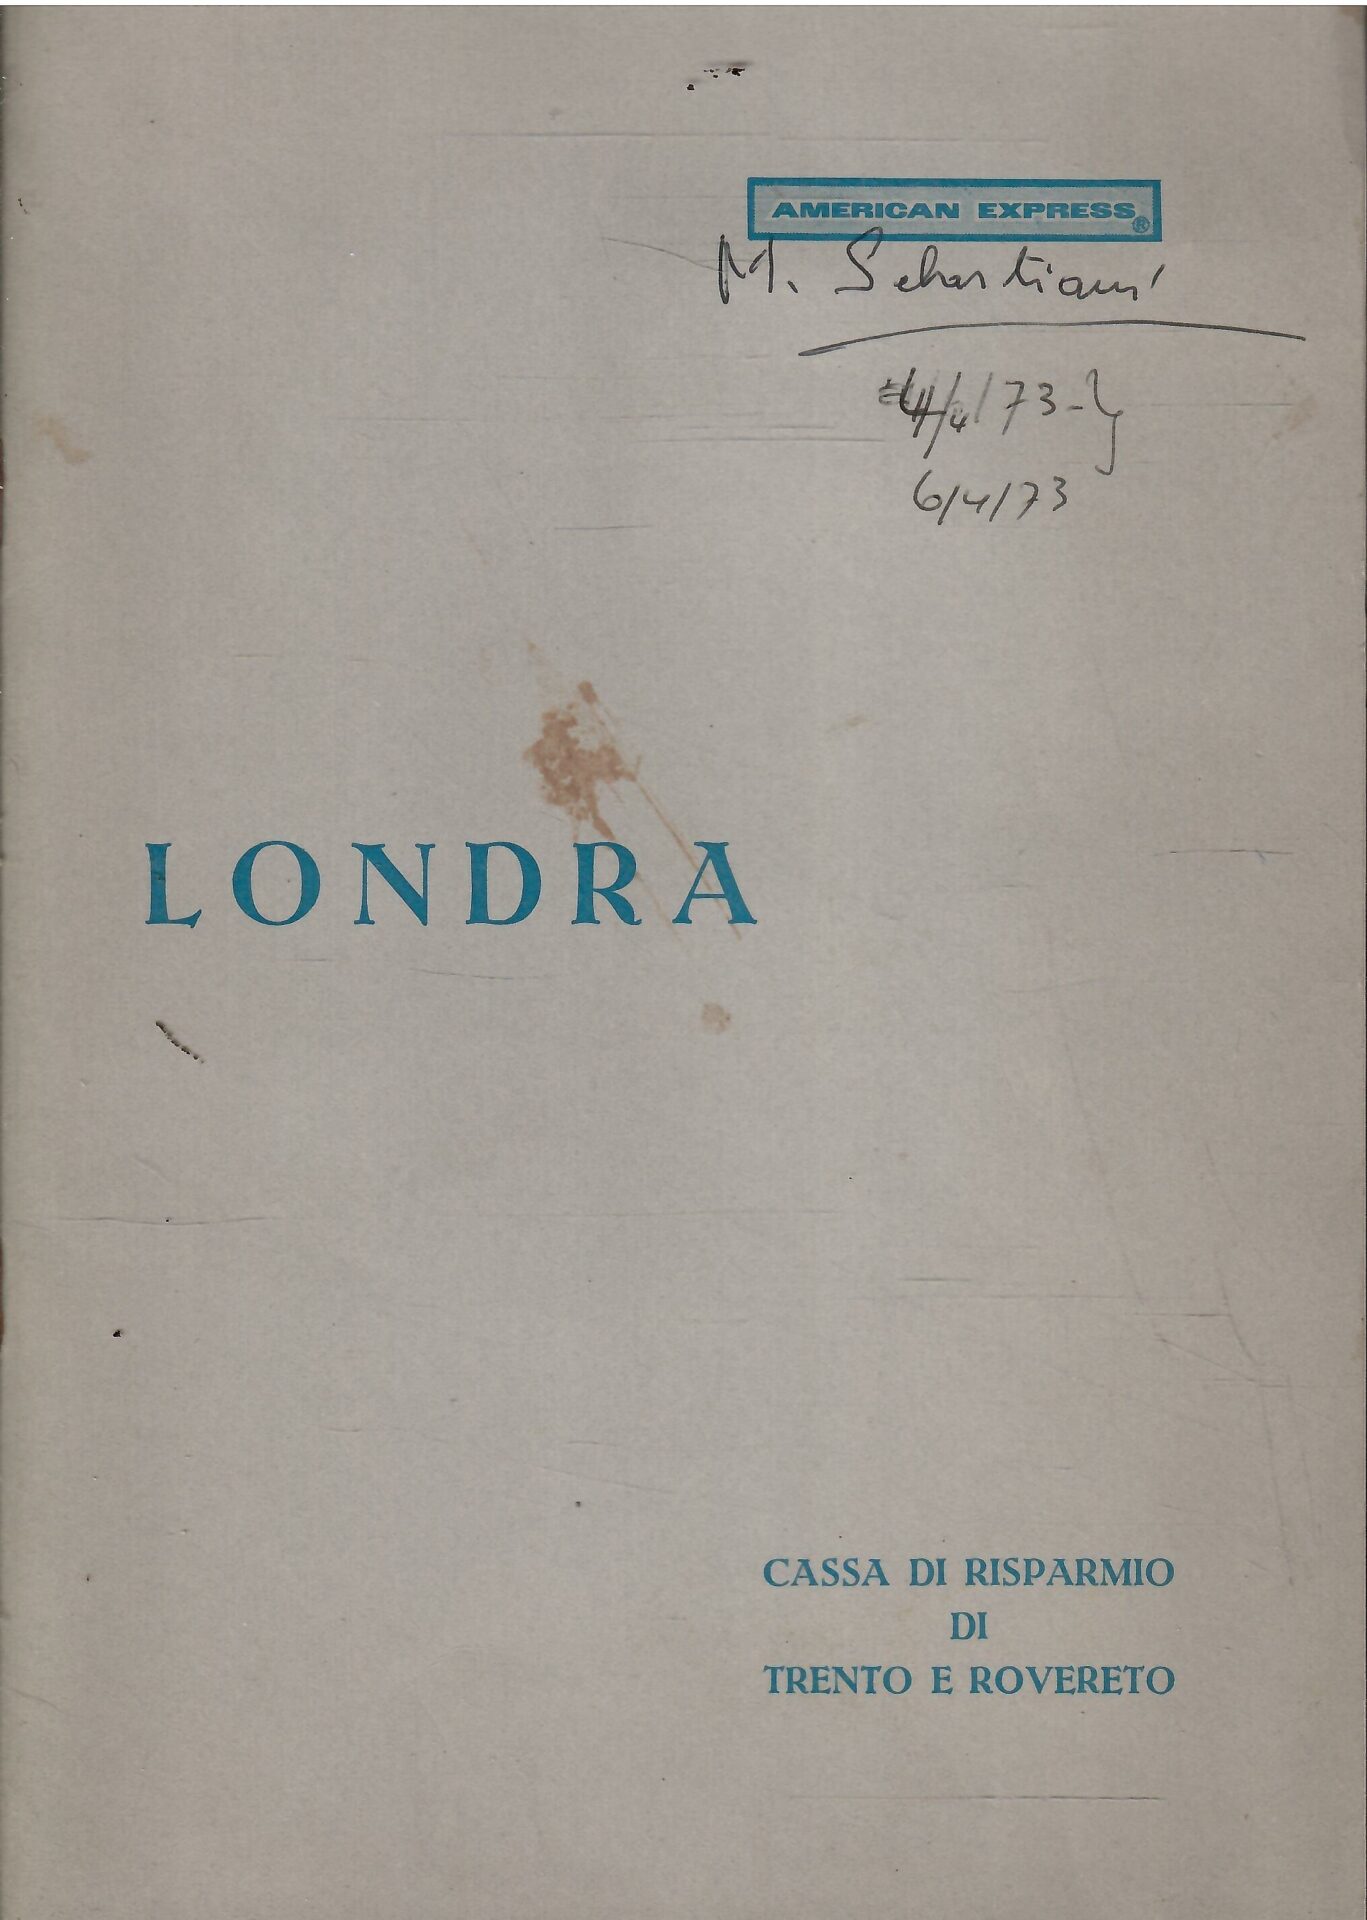 AMERICAN EXPRESS®
M. Sebastiani
4/4/73 -
6/4/73
LONDRA
CASSA DI RISPARMIO
DI
TRENTO E ROVERETO